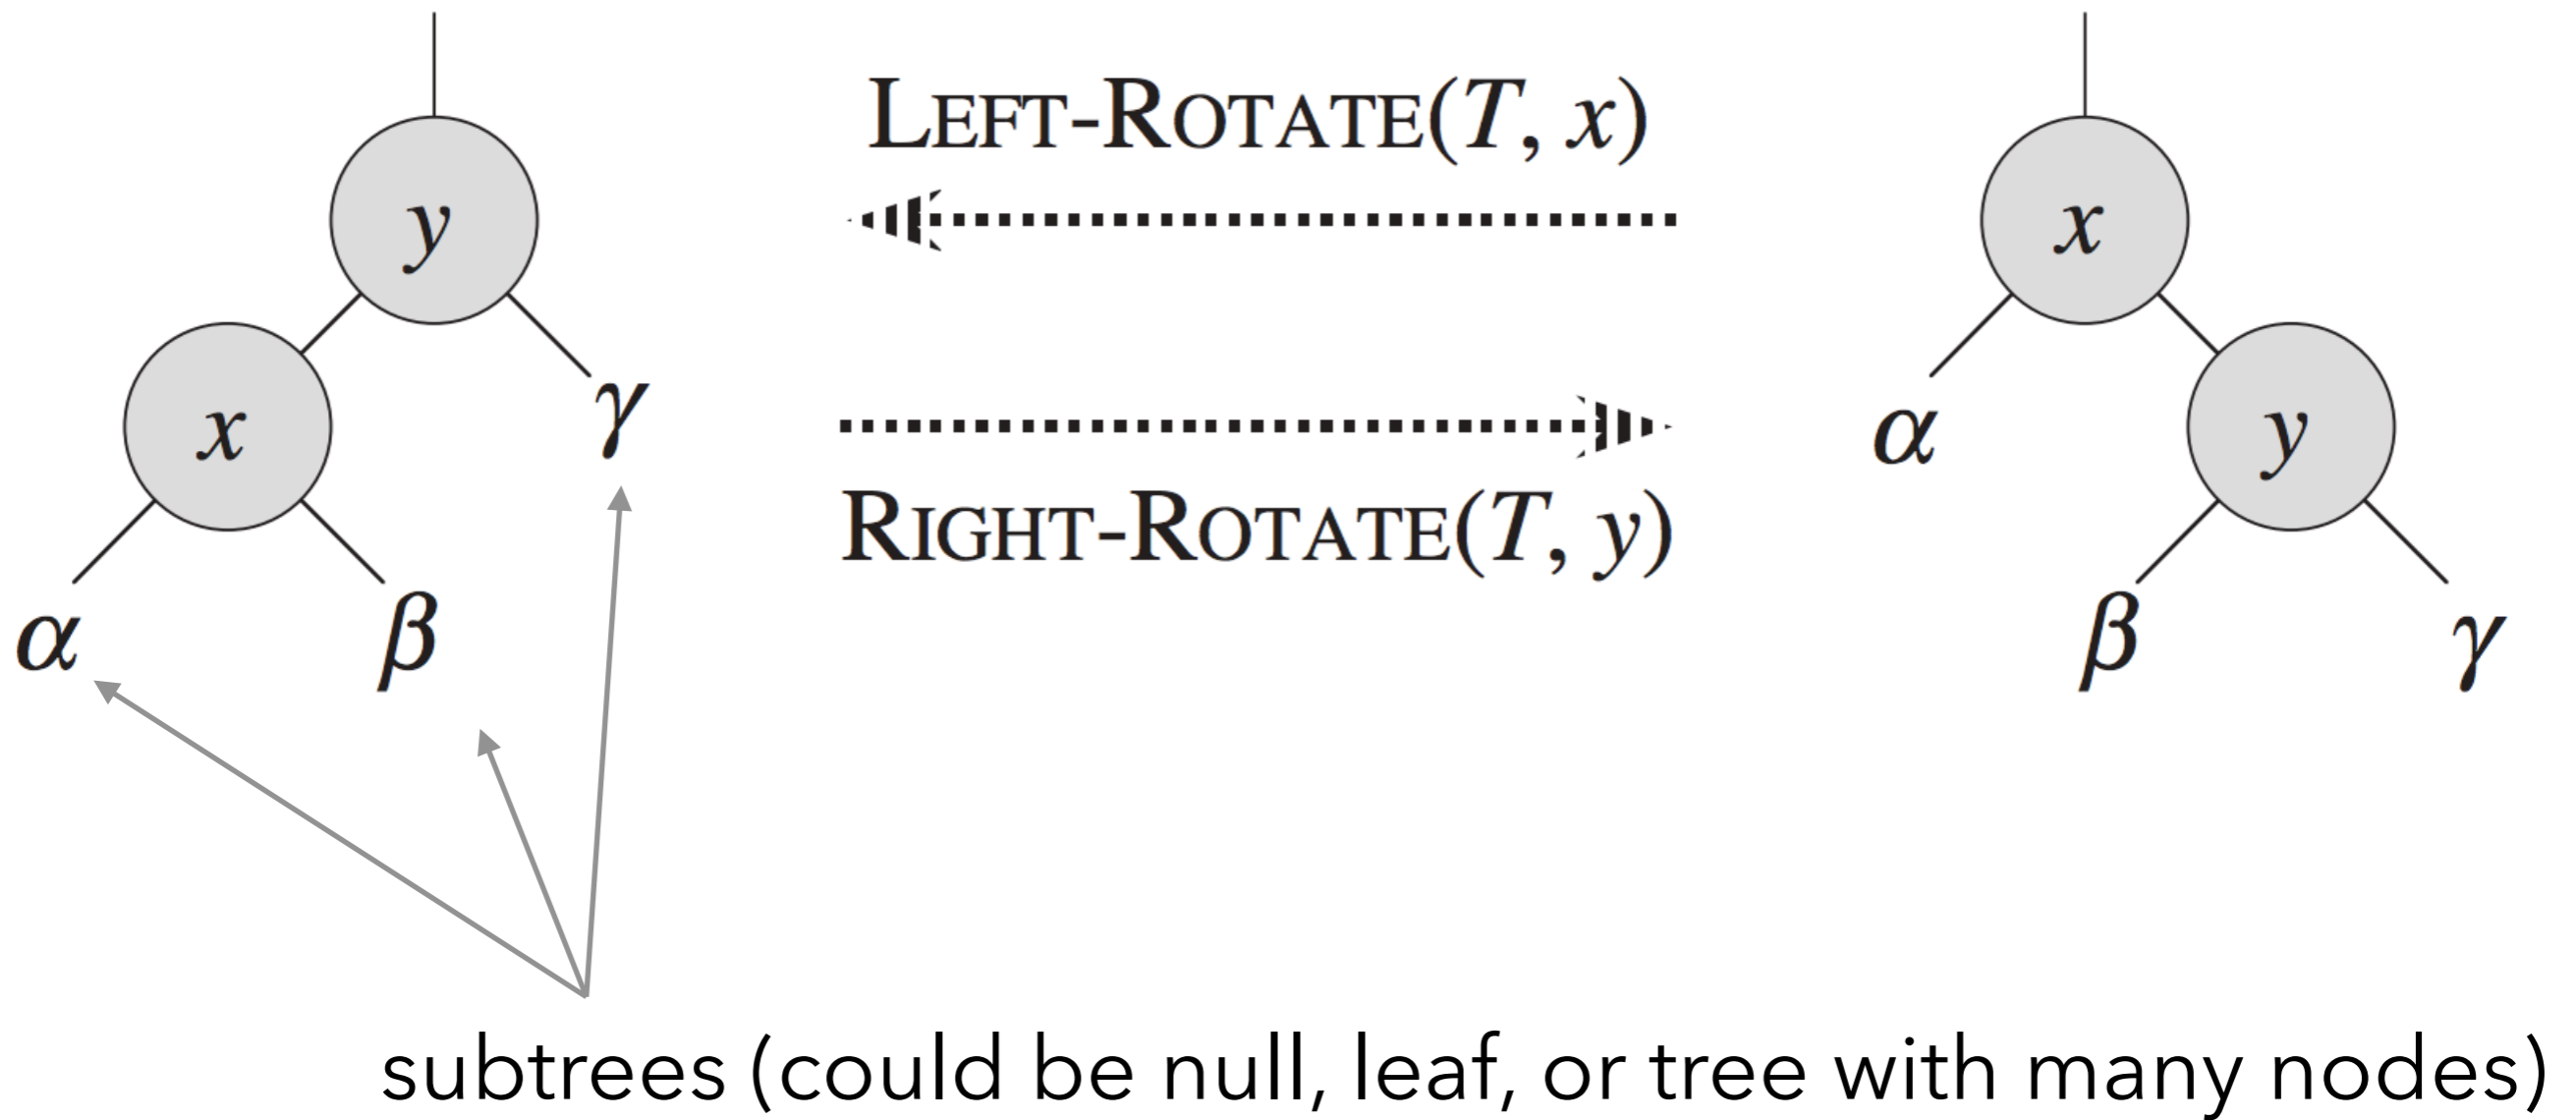 y
x
γ
α
β
LEFT-ROTATE(T, x)
RIGHT-ROTATE(T, y)
x
α
y
β
γ
subtrees (could be null, leaf, or tree with many nodes)